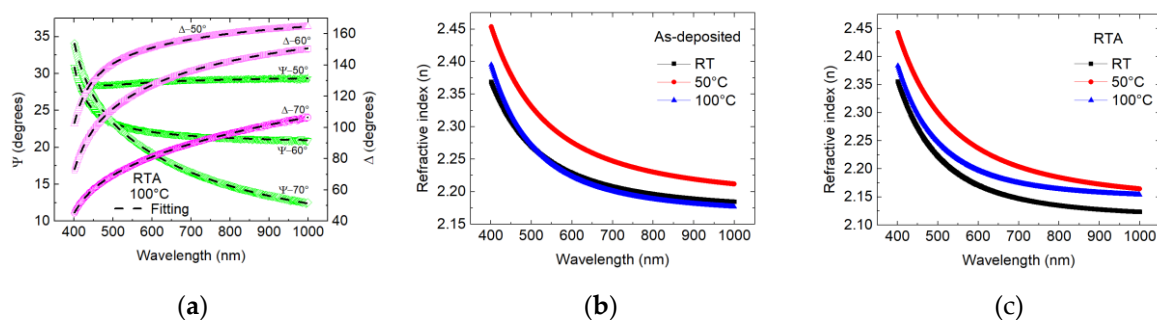 Ψ (degrees)
35
30
25
20
15
10
Δ–50°
Δ–60°
Ψ–50°
Δ–70°
Ψ–60°
Ψ–70°
RTA
100°C
Fitting
160
140
120
100
80
60
40
Δ (degrees)
400 500 600 700 800 900 1000
Wavelength (nm)
(a)
Refractive index (n)
2.45
2.40
2.35
2.30
2.25
2.20
2.15
As-deposited
RT
50°C
100°C
400 500 600 700 800 900 1000
Wavelength (nm)
(b)
Refractive index (n)
2.45
2.40
2.35
2.30
2.25
2.20
2.15
2.10
RTA
RT
50°C
100°C
400 500 600 700 800 900 1000
Wavelength (nm)
(c)